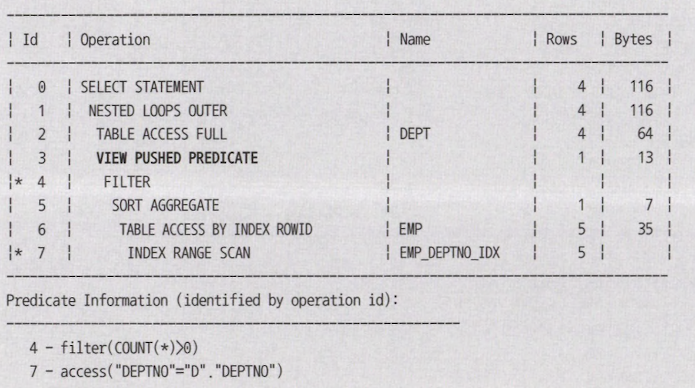 | Id | Operation | Name | Rows | Bytes |
| 0 | SELECT STATEMENT | | 4 | 116 |
| 1 | NESTED LOOPS OUTER | | 4 | 116 |
| 2 | TABLE ACCESS FULL | DEPT | 4 | 64 |
| 3 | VIEW PUSHED PREDICATE | | 1 | 13 |
|* 4 | FILTER | | | |
| 5 | SORT AGGREGATE | | 1 | 7 |
| 6 | TABLE ACCESS BY INDEX ROWID | EMP | 5 | 35 |
|* 7 | INDEX RANGE SCAN | EMP_DEPTNO_IDX | 5 | |
Predicate Information (identified by operation id):
4 - filter(COUNT(*)>0)
7 - access("DEPTNO"="D"."DEPTNO")